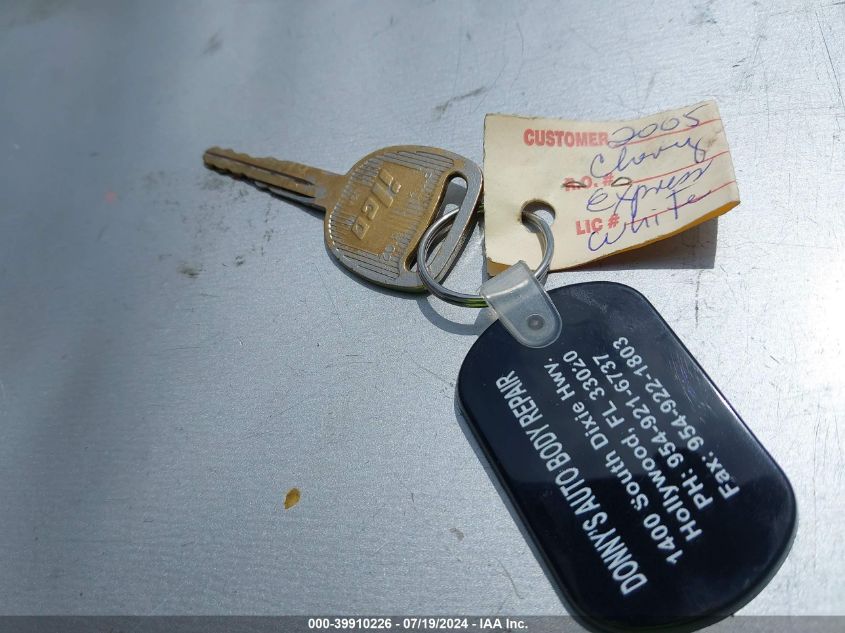 ilco
CUSTOMER 2005
Chevy
R.O. #
express
LIC #
White
DONNY'S AUTO BODY REPAIR
1400 South Dixie Hwy.
Hollywood, FL 33020
PH: 954-921-6737
Fax: 954-922-1803
000-39910226 - 07/19/2024 - IAA, Inc.